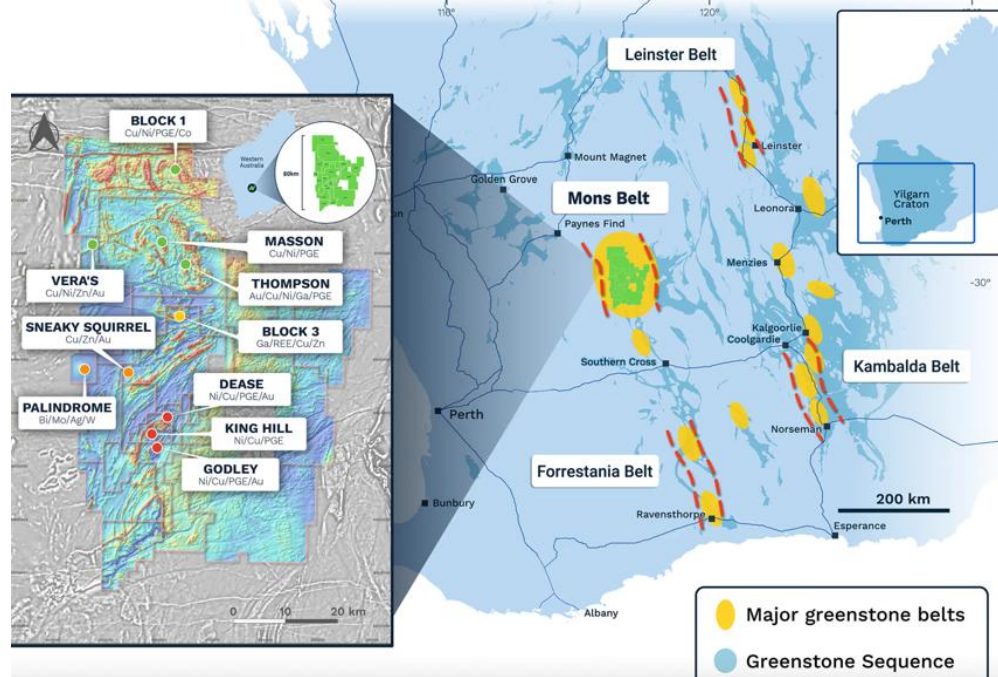 118°
120°
-30°
Leinster Belt
Leinster
Mount Magnet
Golden Grove
Mons Belt
Paynes Find
Leonora
Menzies
Kalgoorlie
Coolgardie
Southern Cross
Kambalda Belt
Norseman
Perth
Forrestania Belt
Bunbury
Ravensthorpe
200 km
Esperance
Albany
Yilgarn
Craton
Perth
BLOCK 1
Cu/Ni/PGE/Co
Western
Australia
80km
MASSON
Cu/Ni/PGE
VERA'S
Cu/Ni/Zn/Au
THOMPSON
Au/Cu/Ni/Ga/PGE
SNEAKY SQUIRREL
Cu/Zn/Au
BLOCK 3
Ga/REE/Cu/Zn
DEASE
Ni/Cu/PGE/Au
PALINDROME
Bi/Mo/Ag/W
KING HILL
Ni/Cu/PGE
GODLEY
Ni/Cu/PGE/Au
0 10 20 km
Major greenstone belts
Greenstone Sequence